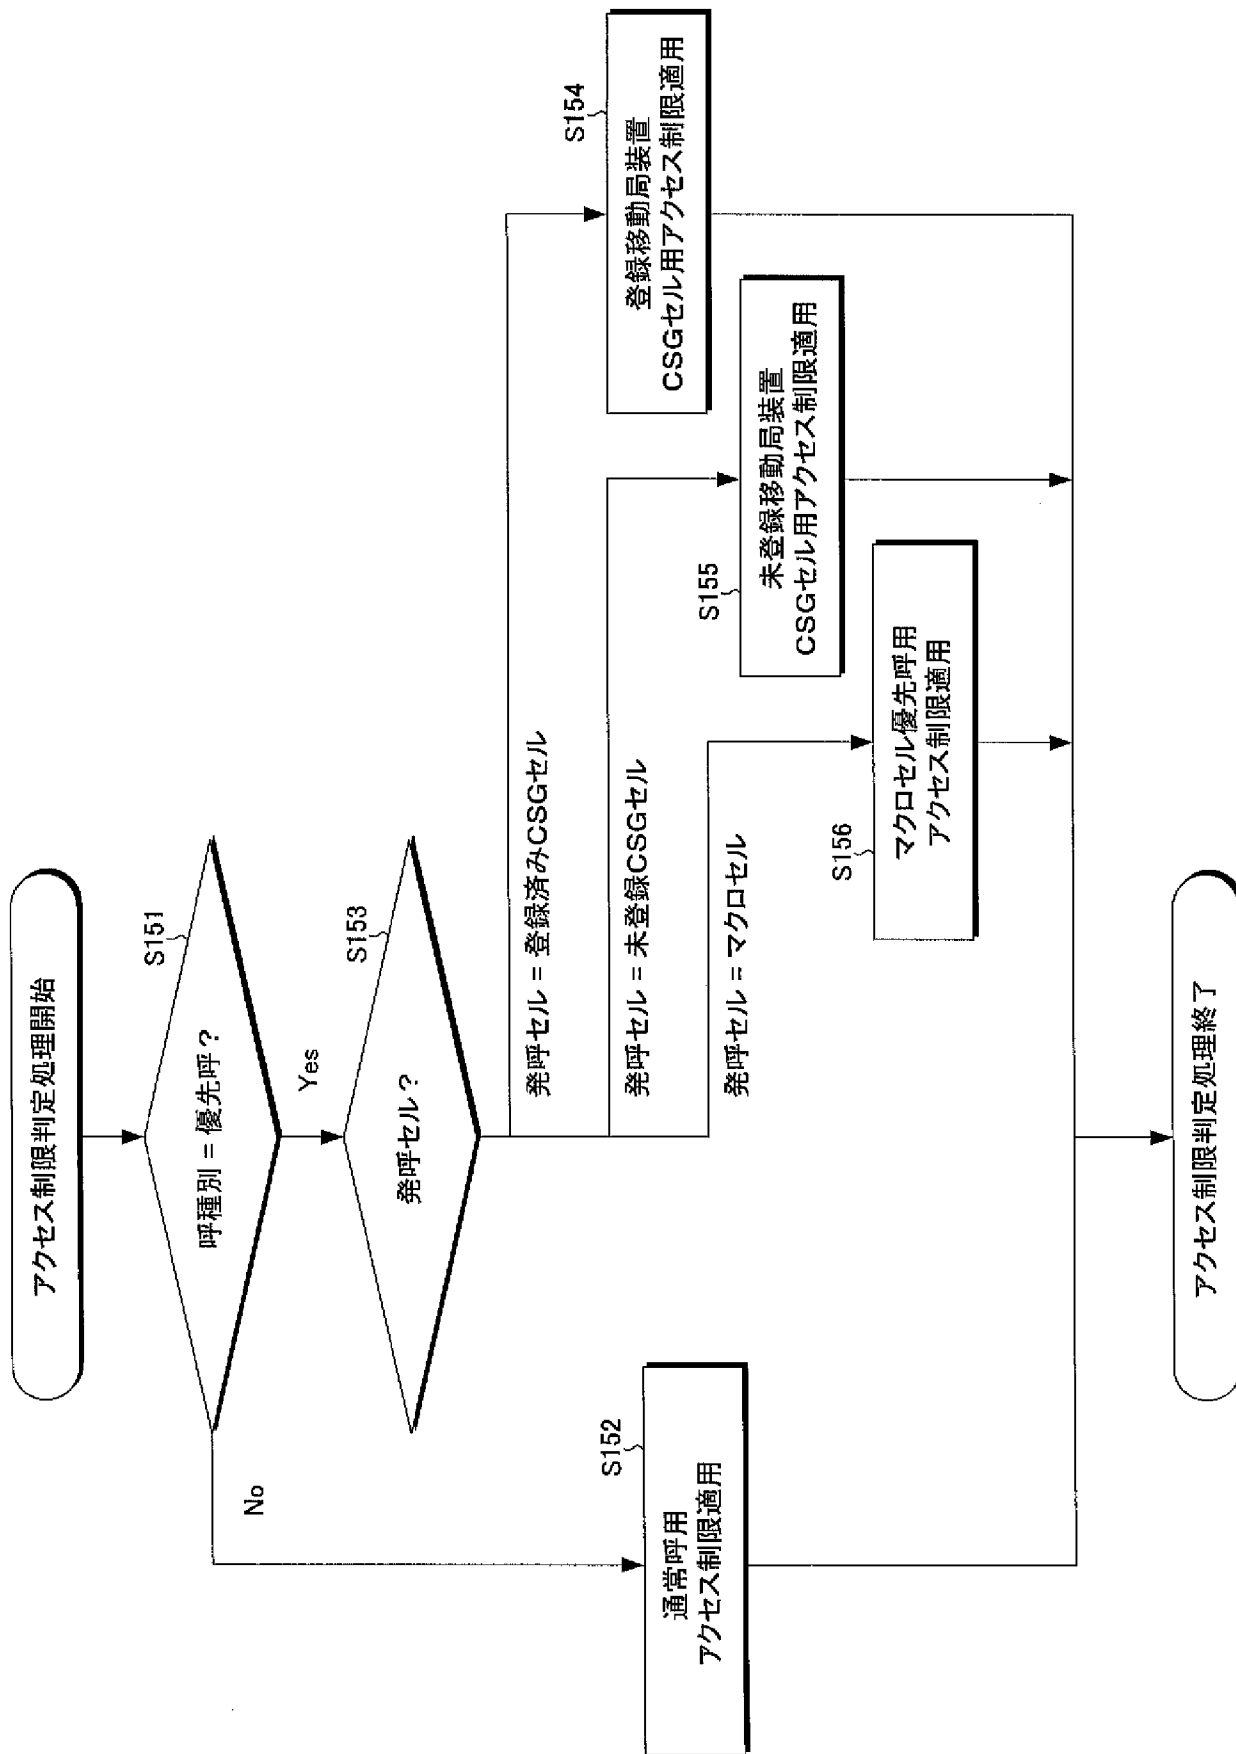 アクセス制限判定処理開始
S151
呼種別 = 優先呼?
Yes
No
S153
発呼セル?
発呼セル = 登録済みCSGセル
発呼セル = 未登録CSGセル
発呼セル = マクロセル
S152
通常呼用
アクセス制限適用
S154
登録移動局装置
CSGセル用アクセス制限適用
S155
未登録移動局装置
CSGセル用アクセス制限適用
S156
マクロセル優先呼用
アクセス制限適用
アクセス制限判定処理終了